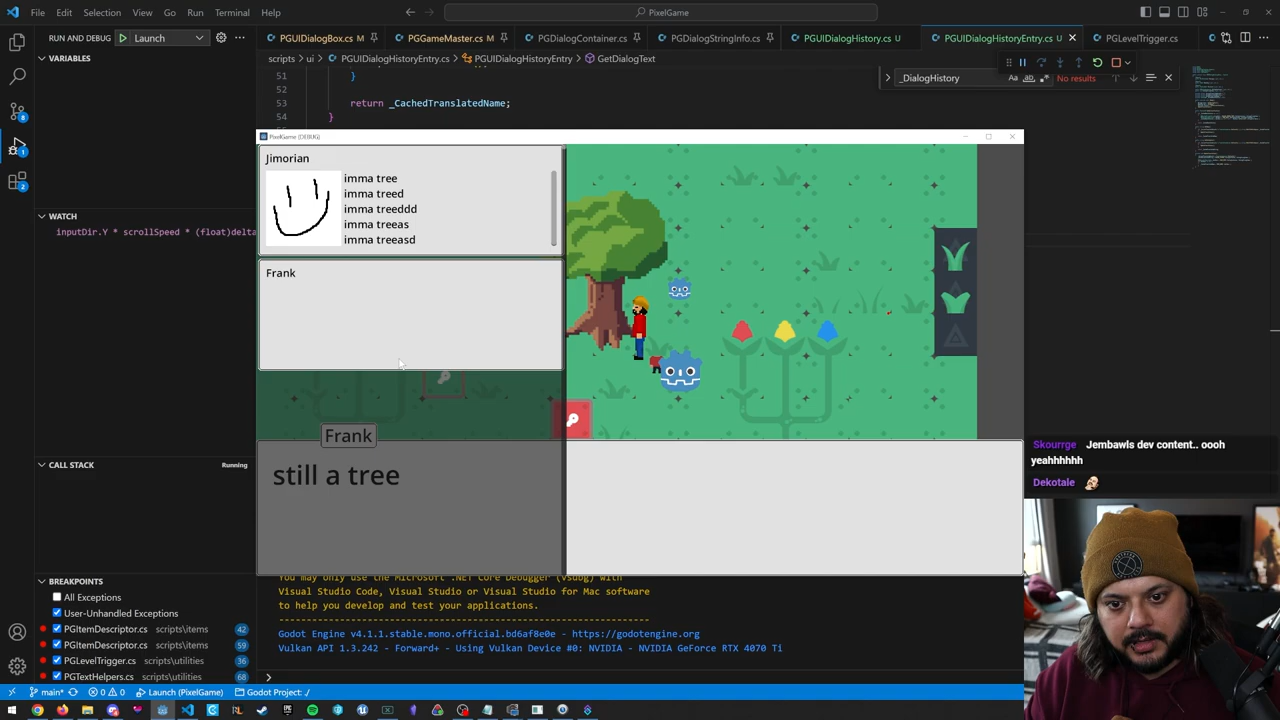 File Edit Selection View Go Run Terminal Help
PixelGame
RUN AND DEBUG Launch
PGUIDialogBox.cs M
PGGameMaster.cs M
PGDialogContainer.cs
PGDialogStringInfo.cs
PGUIDialogHistory.cs U
PGUIDialogHistoryEntry.cs U
PGLevelTrigger.cs
scripts > ui > PGUIDialogHistoryEntry.cs > PGUIDialogHistoryEntry > GetDialogText
VARIABLES
51 }
52
53 return _CachedTranslatedName;
54 }
_DialogHistory Aa ab No results
PixelGame (DEBUG)
Jimorian
imma tree
imma treed
imma treeddd
imma treeas
imma treeasd
Frank
Frank
still a tree
WATCH
inputDir.Y * scrollSpeed * (float)delta
CALL STACK Running
BREAKPOINTS
All Exceptions
User-Unhandled Exceptions
PGItemDescriptor.cs scripts\items 42
PGItemDescriptor.cs scripts\items 59
PGLevelTrigger.cs scripts\utilities 36
PGTextHelpers.cs scripts\utilities 68
You may only use the Microsoft .NET Core Debugger (vsdbg) with
Visual Studio Code, Visual Studio or Visual Studio for Mac software
to help you develop and test your applications.
Godot Engine v4.1.1.stable.mono.official.bd6af8e0e - https://godotengine.org
Vulkan API 1.3.242 - Forward+ - Using Vulkan Device #0: NVIDIA - NVIDIA GeForce RTX 4070 Ti
>
Skourrge Jembawls dev content.. oooh
yeahhhhhh
Dekotale
main* 0 0 Launch (PixelGame) Godot Project: ./